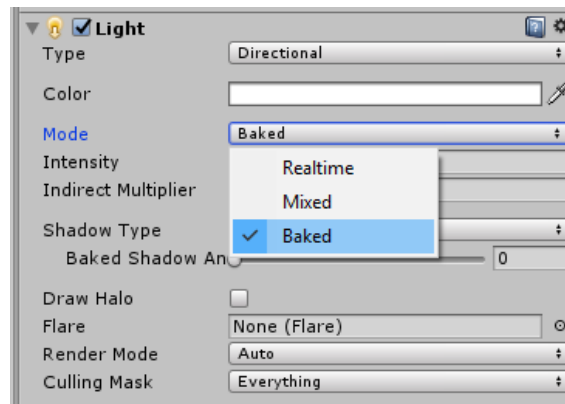 Light
Type Directional
Color
Mode Baked
Intensity
Realtime
Indirect Multiplier
Mixed
Shadow Type
Baked
Baked Shadow An
0
Draw Halo
Flare None (Flare)
Render Mode Auto
Culling Mask Everything